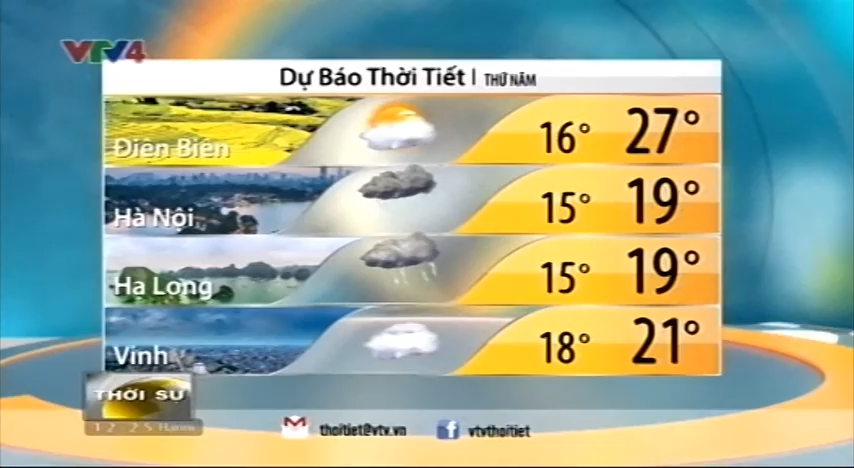 VTV4
Dự Báo Thời Tiết | THỨ NĂM
Điện Biên 16° 27°
Hà Nội 15° 19°
Hạ Long 15° 19°
Vinh 18° 21°
THỜI SỰ
thoitiet@vtv.vn vtvthoitiet